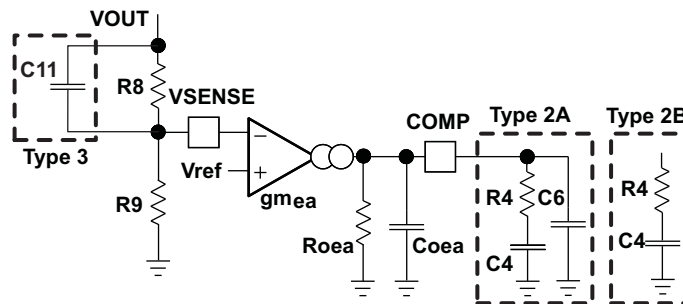 VOUT
C11
R8
VSENSE
Type 3
COMP
Type 2A
Type 2B
−
Vref
+
gmea
R9
Roea
Coea
R4
C6
C4
R4
C4